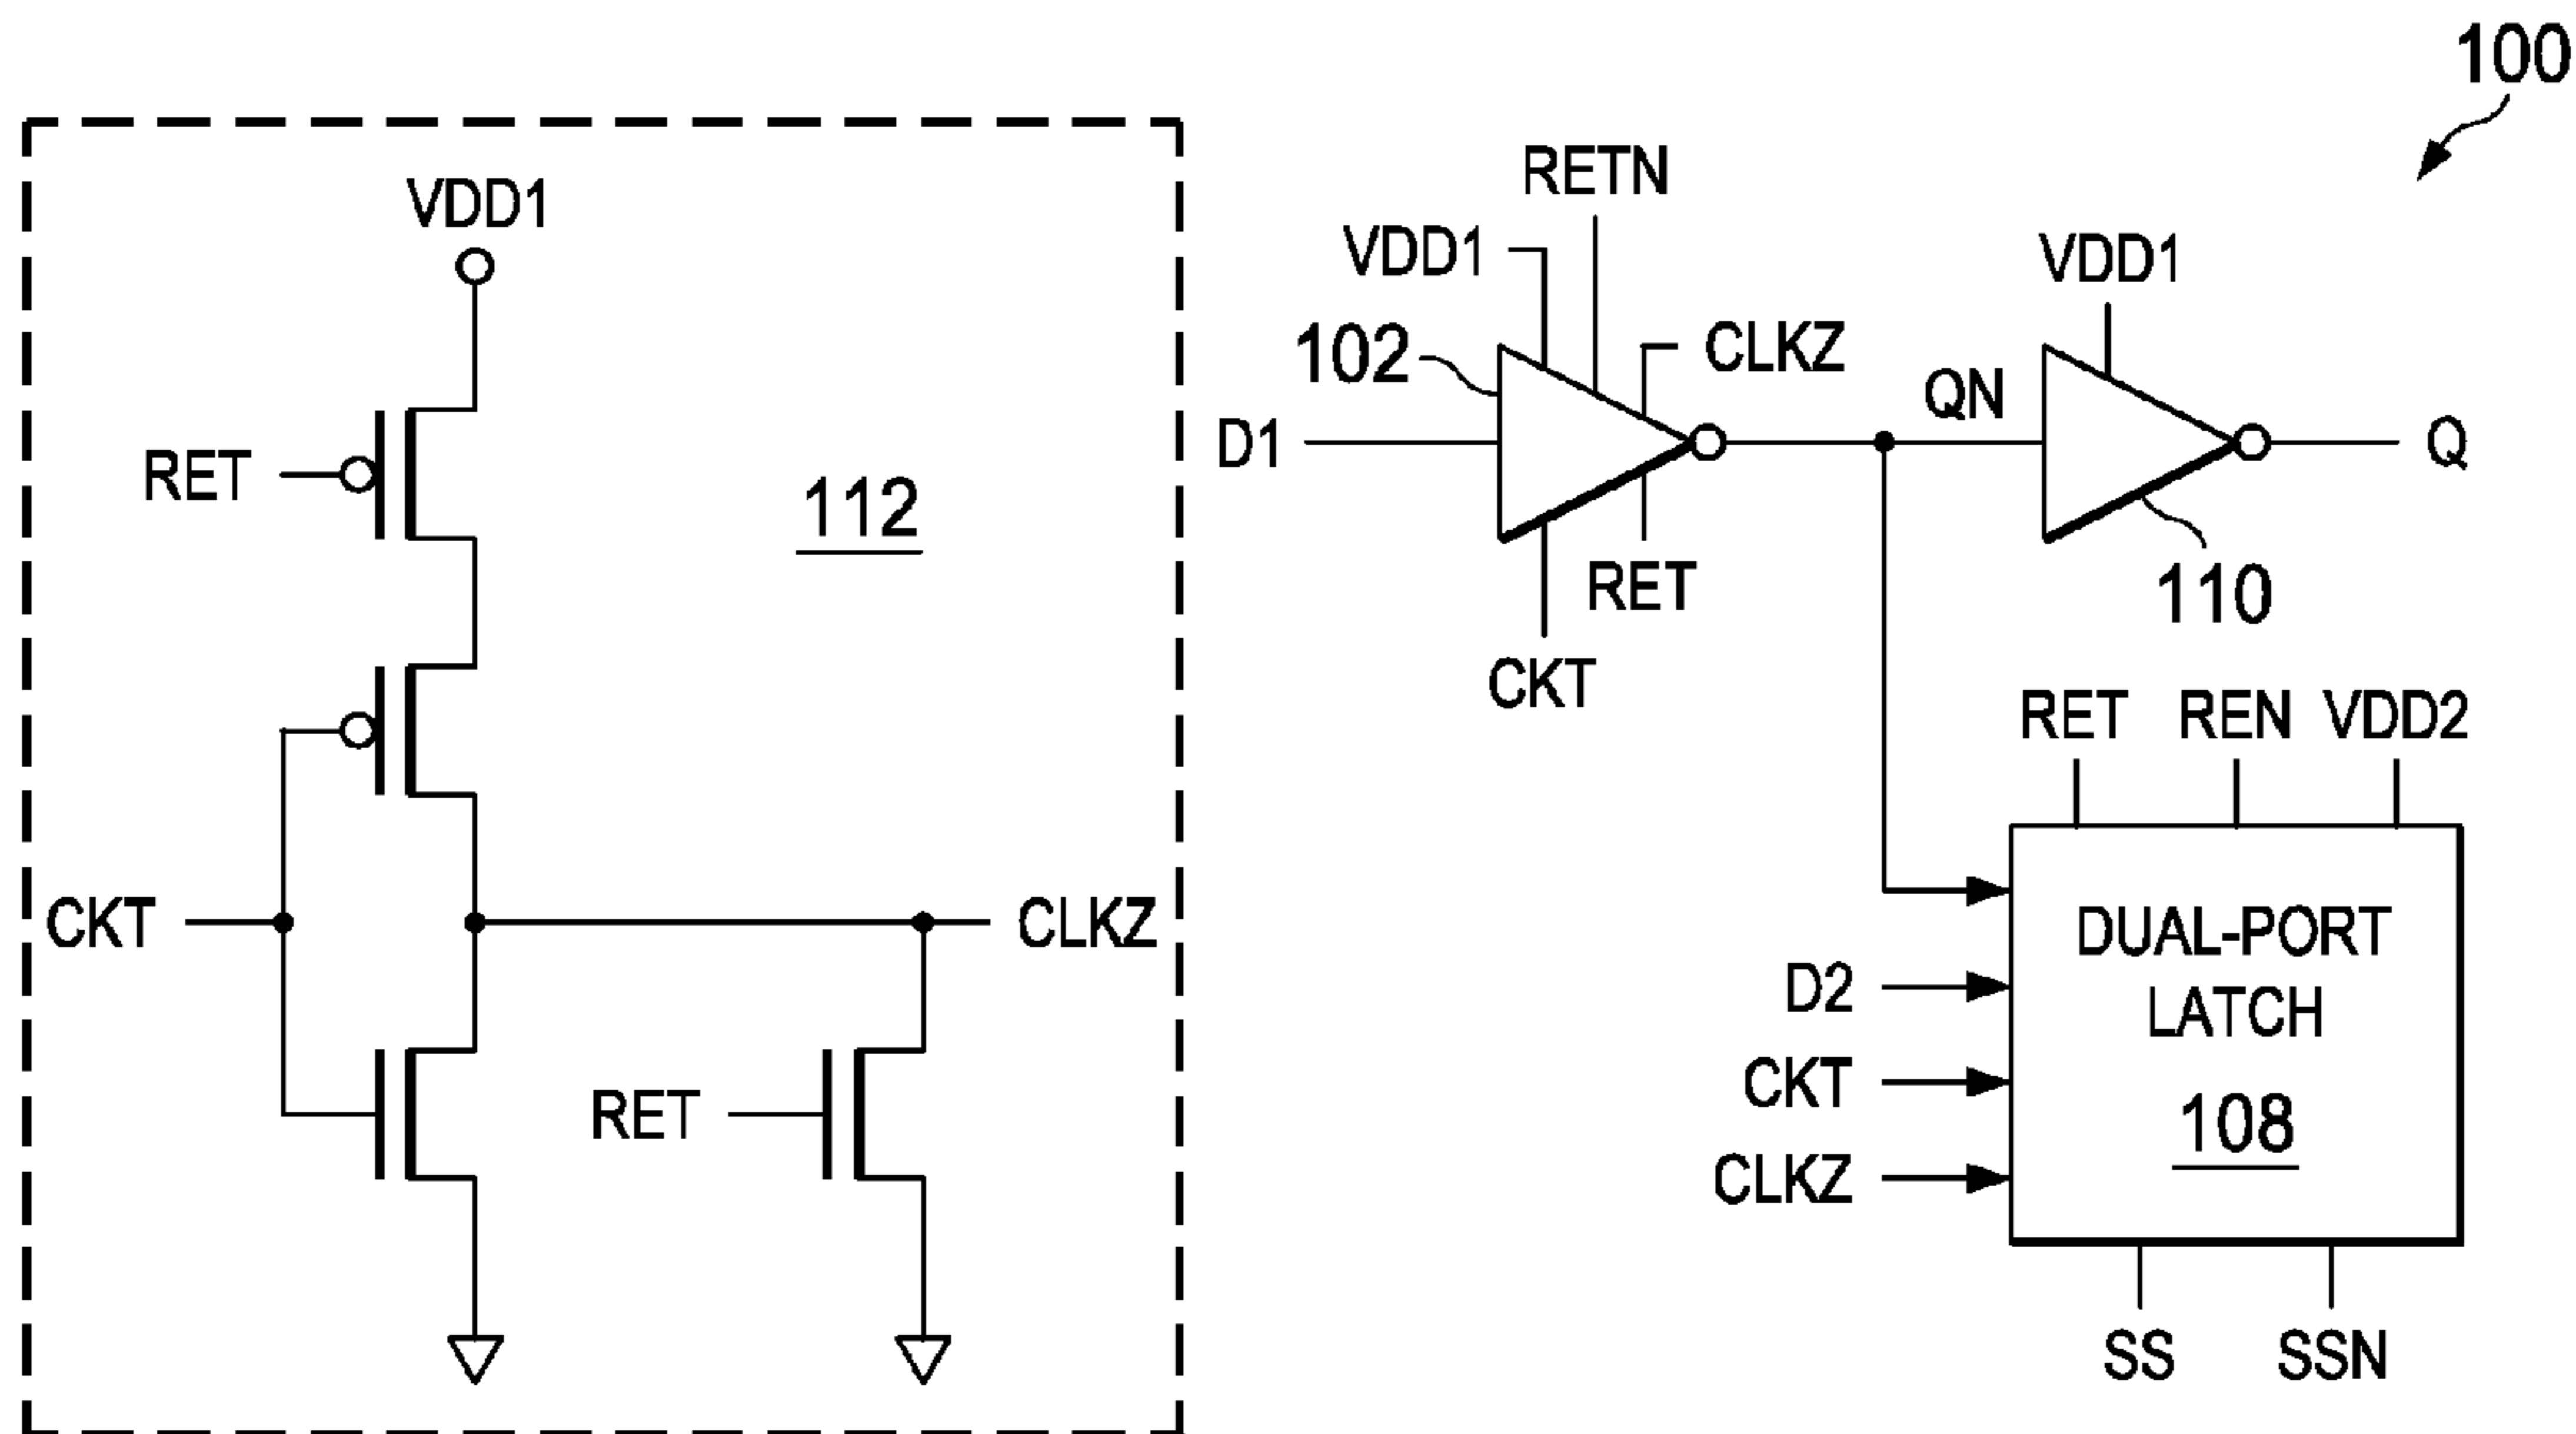 100
VDD1
RET
112
CKT
CLKZ
RET
RETN
VDD1
102
CLKZ
D1
RET
CKT
QN
VDD1
Q
110
RET REN VDD2
DUAL-PORT
LATCH
108
D2
CKT
CLKZ
SS SSN